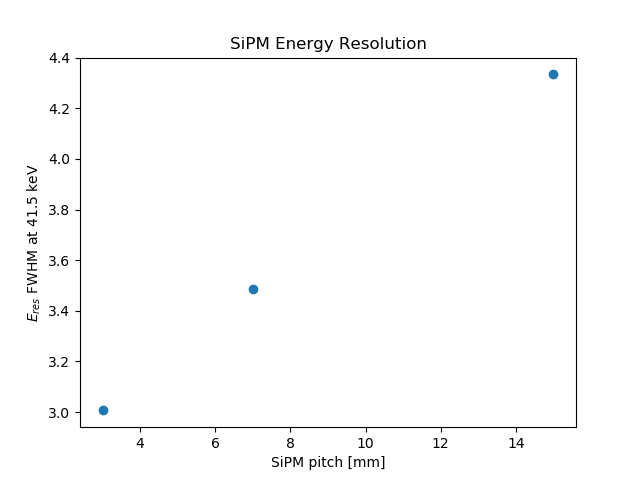 SiPM Energy Resolution
4.4
4.2
4.0
3.8
3.6
3.4
3.2
3.0
E_res FWHM at 41.5 keV
4 6 8 10 12 14
SiPM pitch [mm]